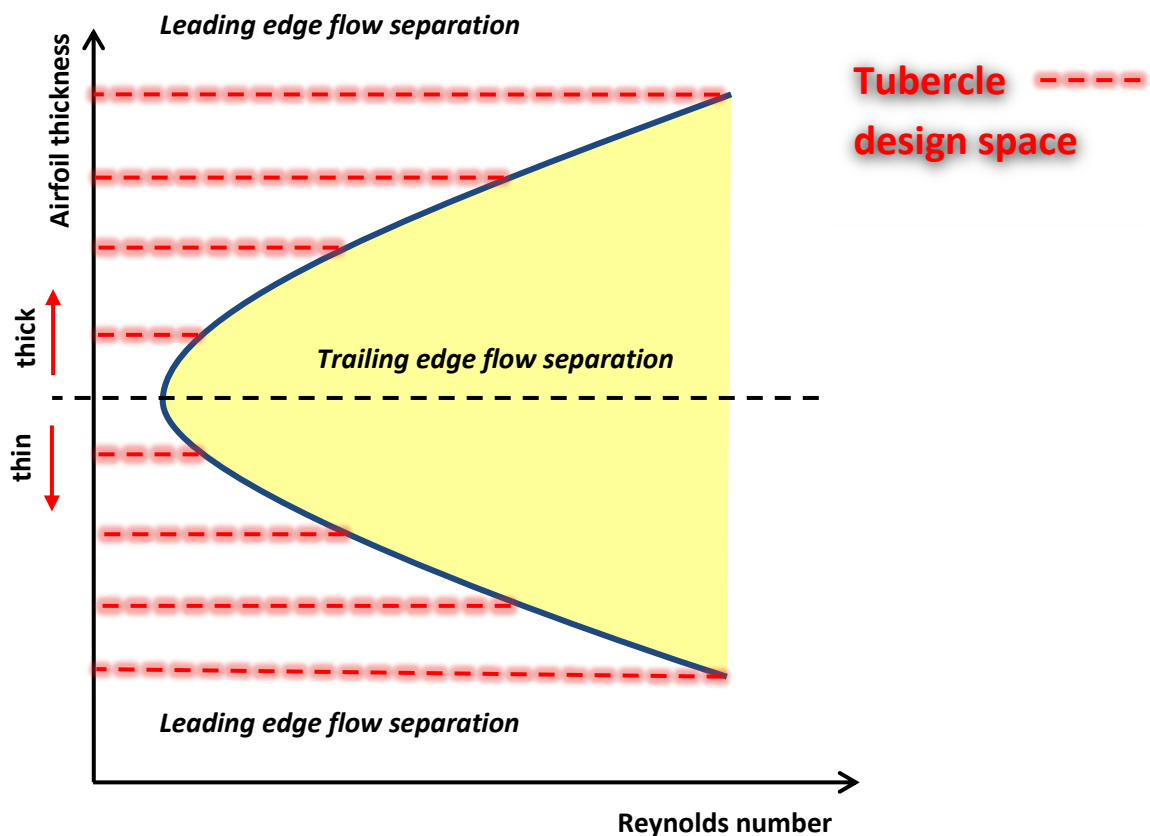 Leading edge flow separation
Airfoil thickness
Tubercle
design space
thick
Trailing edge flow separation
thin
Leading edge flow separation
Reynolds number